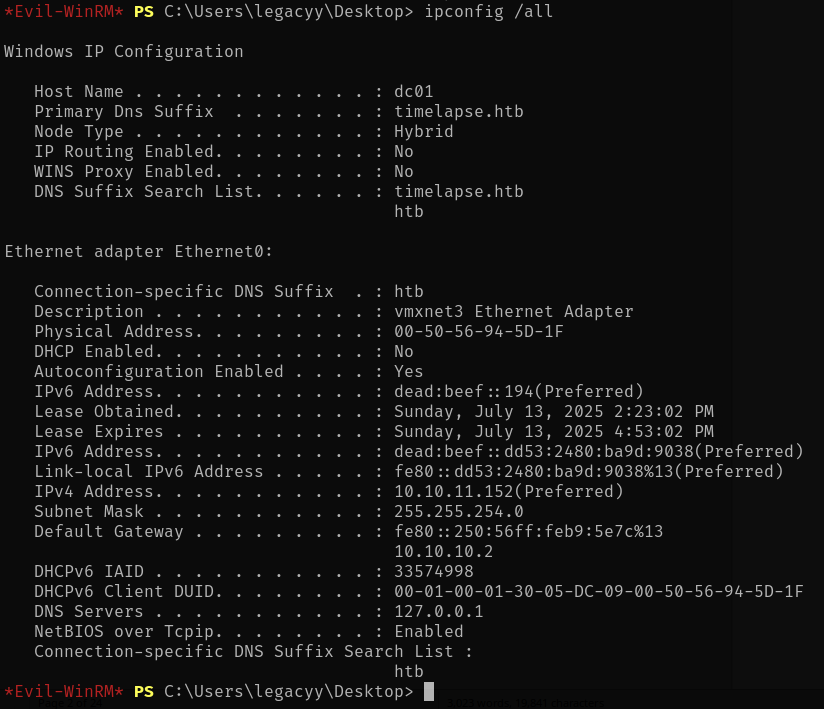 *Evil-WinRM* PS C:\Users\legacyy\Desktop> ipconfig /all
Windows IP Configuration
Host Name . . . . . . . . . . . . : dc01
Primary Dns Suffix  . . . . . . . : timelapse.htb
Node Type . . . . . . . . . . . . : Hybrid
IP Routing Enabled. . . . . . . . : No
WINS Proxy Enabled. . . . . . . . : No
DNS Suffix Search List. . . . . . : timelapse.htb
htb
Ethernet adapter Ethernet0:
Connection-specific DNS Suffix  . : htb
Description . . . . . . . . . . . : vmxnet3 Ethernet Adapter
Physical Address. . . . . . . . . : 00-50-56-94-5D-1F
DHCP Enabled. . . . . . . . . . . : No
Autoconfiguration Enabled . . . . : Yes
IPv6 Address. . . . . . . . . . . : dead:beef::194(Preferred)
Lease Obtained. . . . . . . . . . : Sunday, July 13, 2025 2:23:02 PM
Lease Expires . . . . . . . . . . : Sunday, July 13, 2025 4:53:02 PM
IPv6 Address. . . . . . . . . . . : dead:beef::dd53:2480:ba9d:9038(Preferred)
Link-local IPv6 Address . . . . . : fe80::dd53:2480:ba9d:9038%13(Preferred)
IPv4 Address. . . . . . . . . . . : 10.10.11.152(Preferred)
Subnet Mask . . . . . . . . . . . : 255.255.254.0
Default Gateway . . . . . . . . . : fe80::250:56ff:feb9:5e7c%13
10.10.10.2
DHCPv6 IAID . . . . . . . . . . . : 33574998
DHCPv6 Client DUID. . . . . . . . : 00-01-00-01-30-05-DC-09-00-50-56-94-5D-1F
DNS Servers . . . . . . . . . . . : 127.0.0.1
NetBIOS over Tcpip. . . . . . . . : Enabled
Connection-specific DNS Suffix Search List :
htb
*Evil-WinRM* PS C:\Users\legacyy\Desktop>